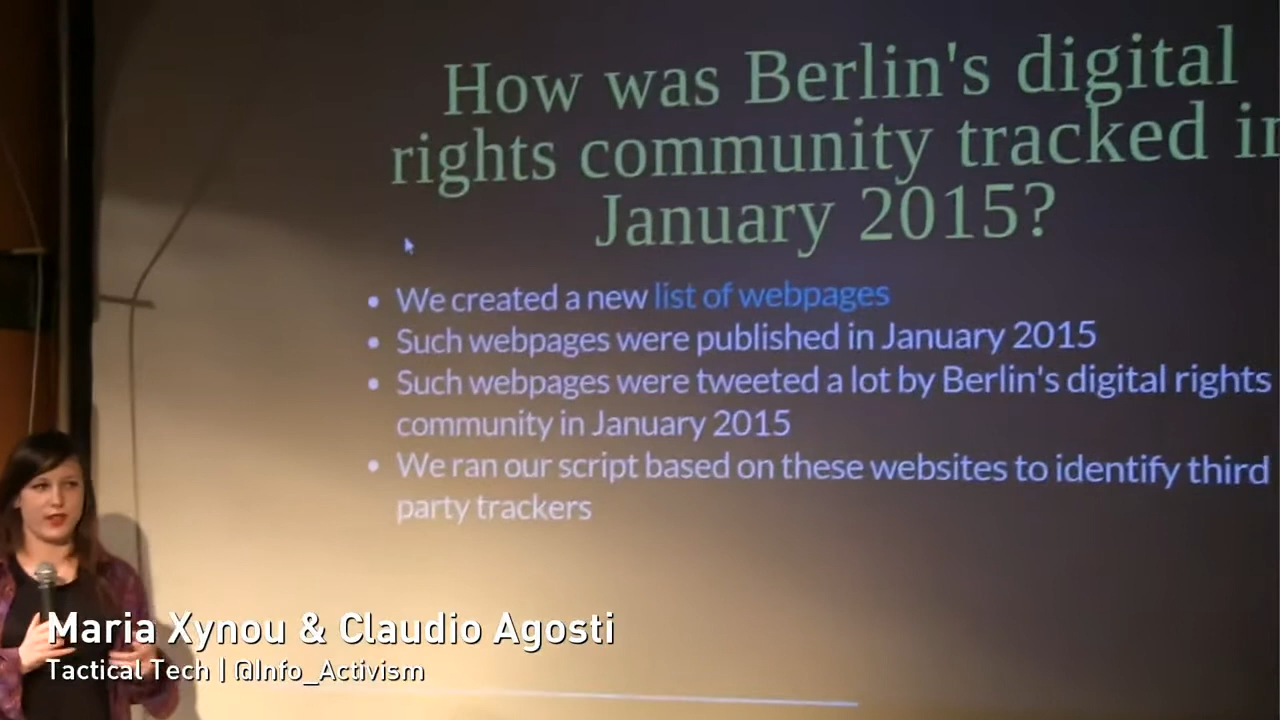 How was Berlin's digital
rights community tracked in
January 2015?
• We created a new list of webpages
• Such webpages were published in January 2015
• Such webpages were tweeted a lot by Berlin's digital rights
community in January 2015
• We ran our script based on these websites to identify third
party trackers
Maria Xynou & Claudio Agosti
Tactical Tech | @Info_Activism